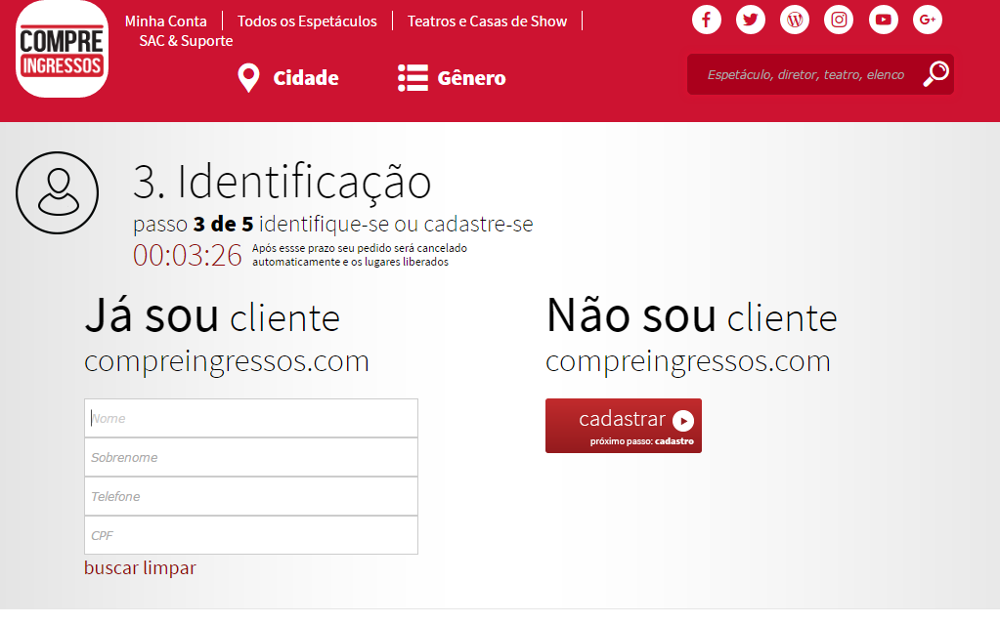 COMPRE
INGRESSOS
Minha Conta
Todos os Espetáculos
Teatros e Casas de Show
SAC & Suporte
Cidade
Gênero
Espetáculo, diretor, teatro, elenco
3. Identificação
passo 3 de 5 identifique-se ou cadastre-se
00:03:26
Após essse prazo seu pedido será cancelado
automaticamente e os lugares liberados
Já sou cliente
compreingressos.com
Nome
Sobrenome
Telefone
CPF
buscar limpar
Não sou cliente
compreingressos.com
cadastrar
próximo passo: cadastro